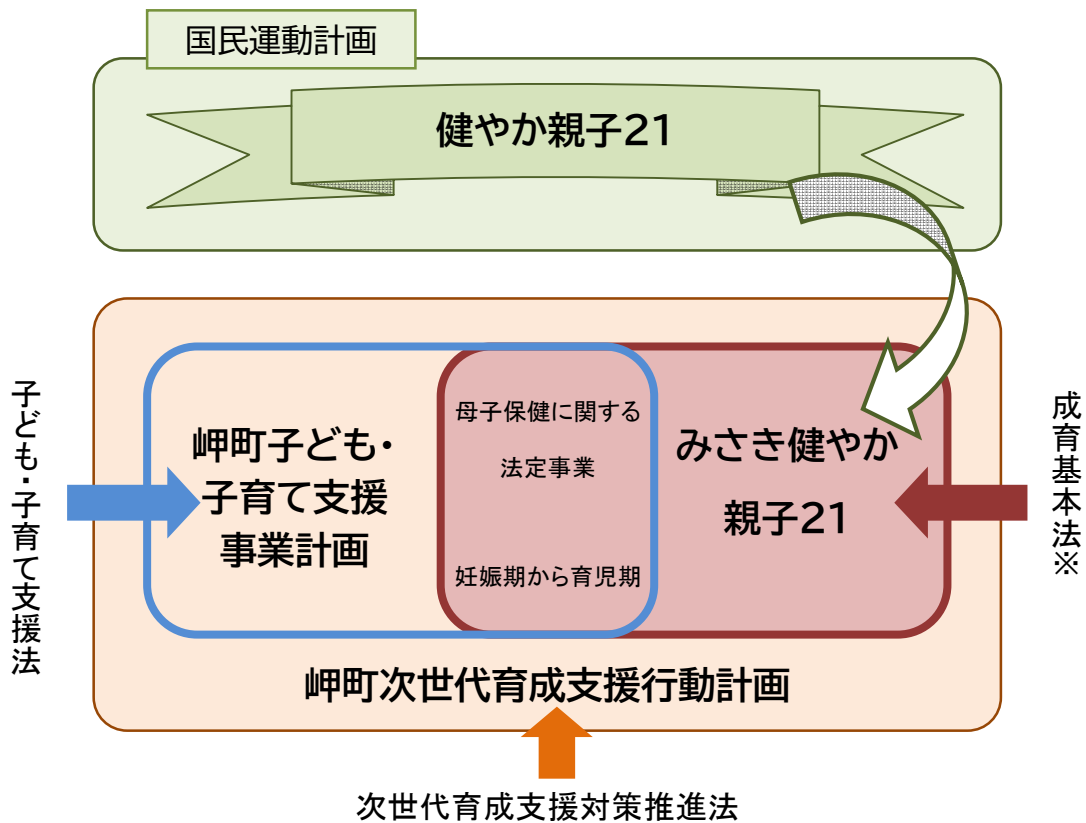 国民運動計画
健やか親子21
子ども・子育て支援法
岬町子ども・
子育て支援
事業計画
母子保健に関する
法定事業
妊娠期から育児期
みさき健やか
親子21
成育基本法※
岬町次世代育成支援行動計画
次世代育成支援対策推進法